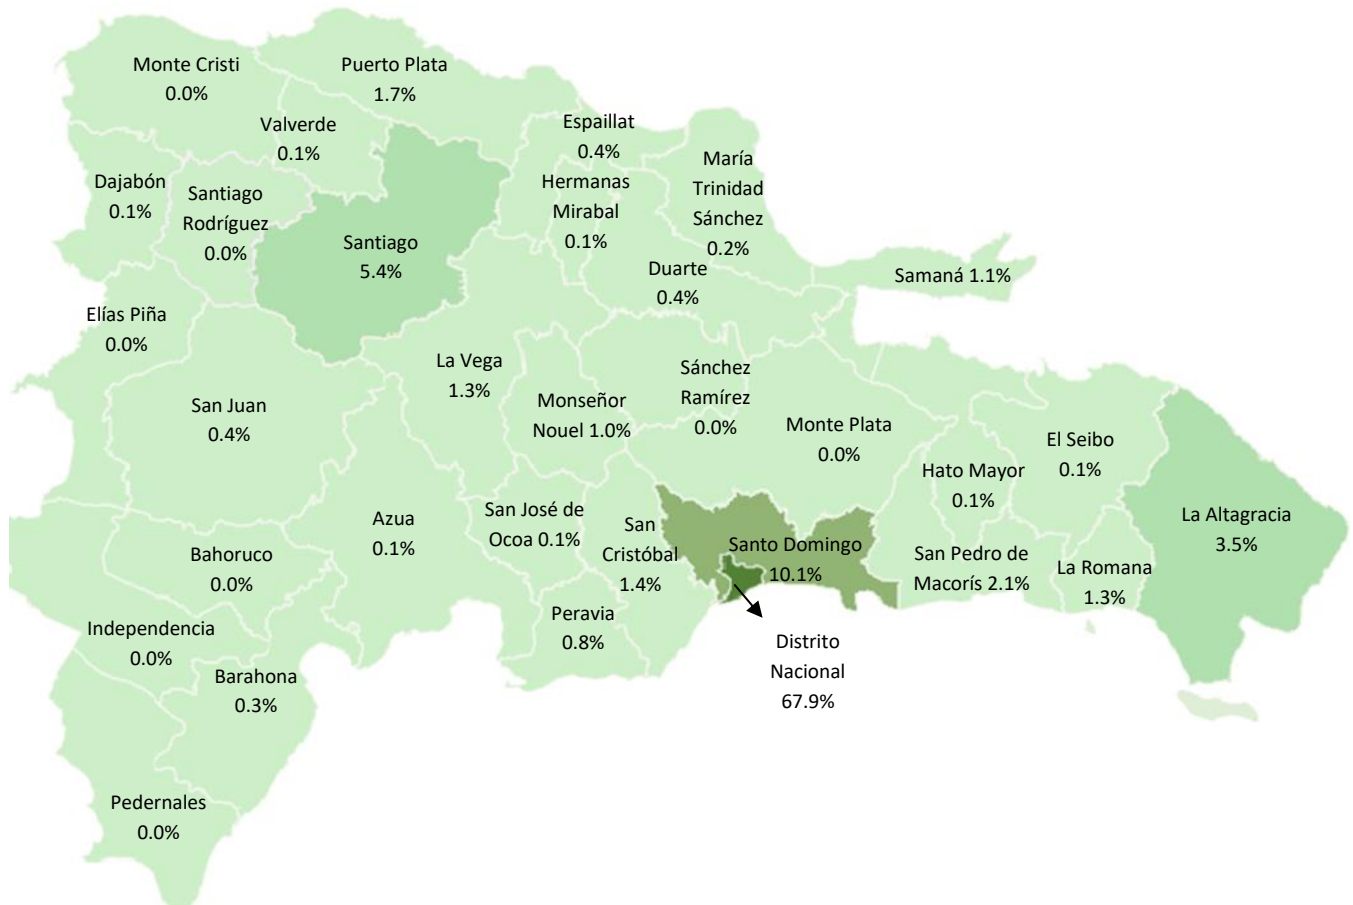 Monte Cristi
0.0%
Puerto Plata
1.7%
Valverde
0.1%
Espaillat
0.4%
María
Trinidad
Sánchez
0.2%
Dajabón
0.1%
Santiago
Rodríguez
0.0%
Hermanas
Mirabal
0.1%
Santiago
5.4%
Duarte
0.4%
Samaná 1.1%
Elías Piña
0.0%
La Vega
1.3%
Sánchez
Ramírez
0.0%
San Juan
0.4%
Monseñor
Nouel 1.0%
Monte Plata
0.0%
El Seibo
0.1%
Hato Mayor
0.1%
La Altagracia
3.5%
Azua
0.1%
San José de
Ocoa 0.1%
San
Cristóbal
1.4%
Santo Domingo
10.1%
San Pedro de
Macorís 2.1%
La Romana
1.3%
Bahoruco
0.0%
Peravia
0.8%
Independencia
0.0%
Distrito
Nacional
67.9%
Barahona
0.3%
Pedernales
0.0%